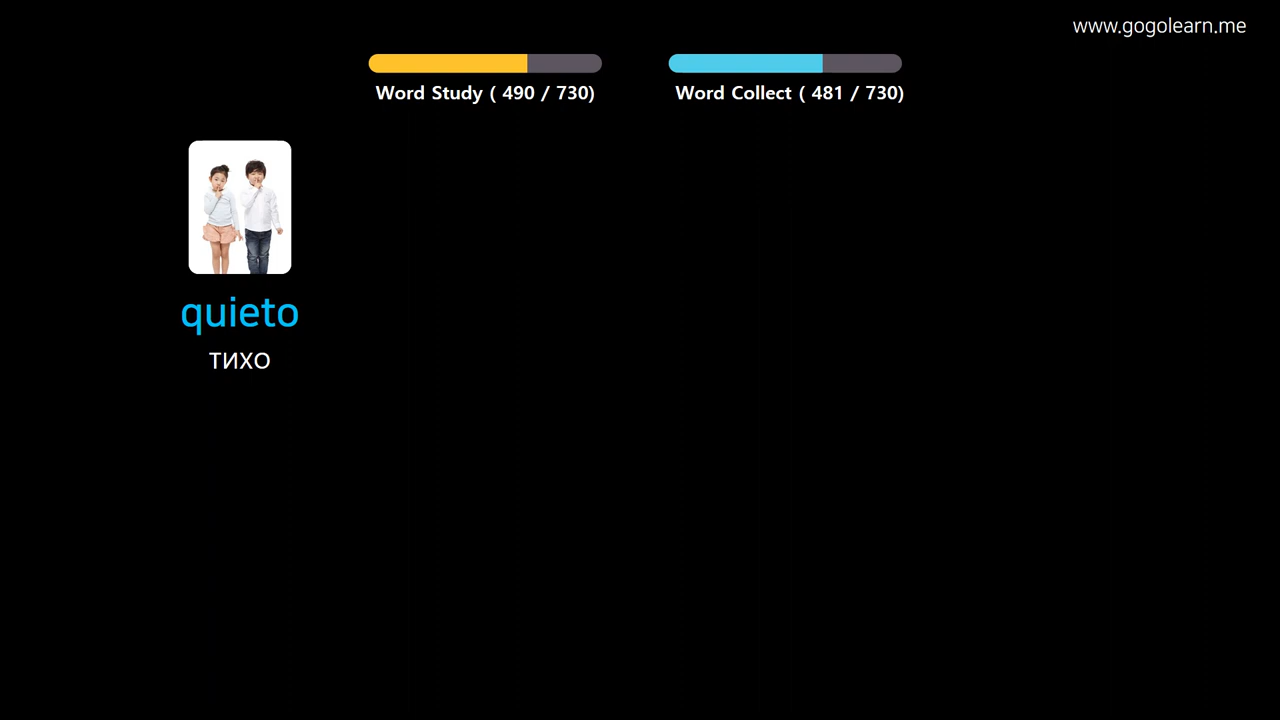 www.gogolearn.me
Word Study ( 490 / 730)
Word Collect ( 481 / 730)
quieto
тихо